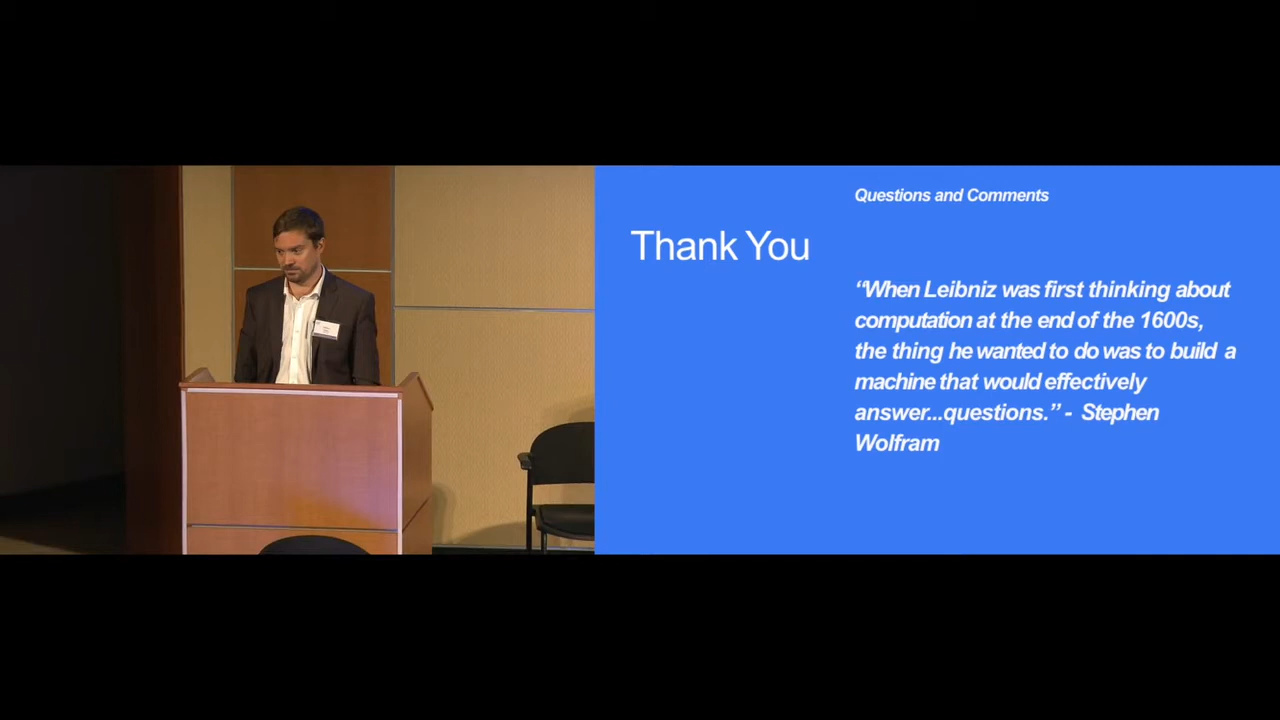 Questions and Comments
Thank You
“When Leibniz was first thinking about
computation at the end of the 1600s,
the thing he wanted to do was to build a
machine that would effectively
answer...questions.” - Stephen
Wolfram